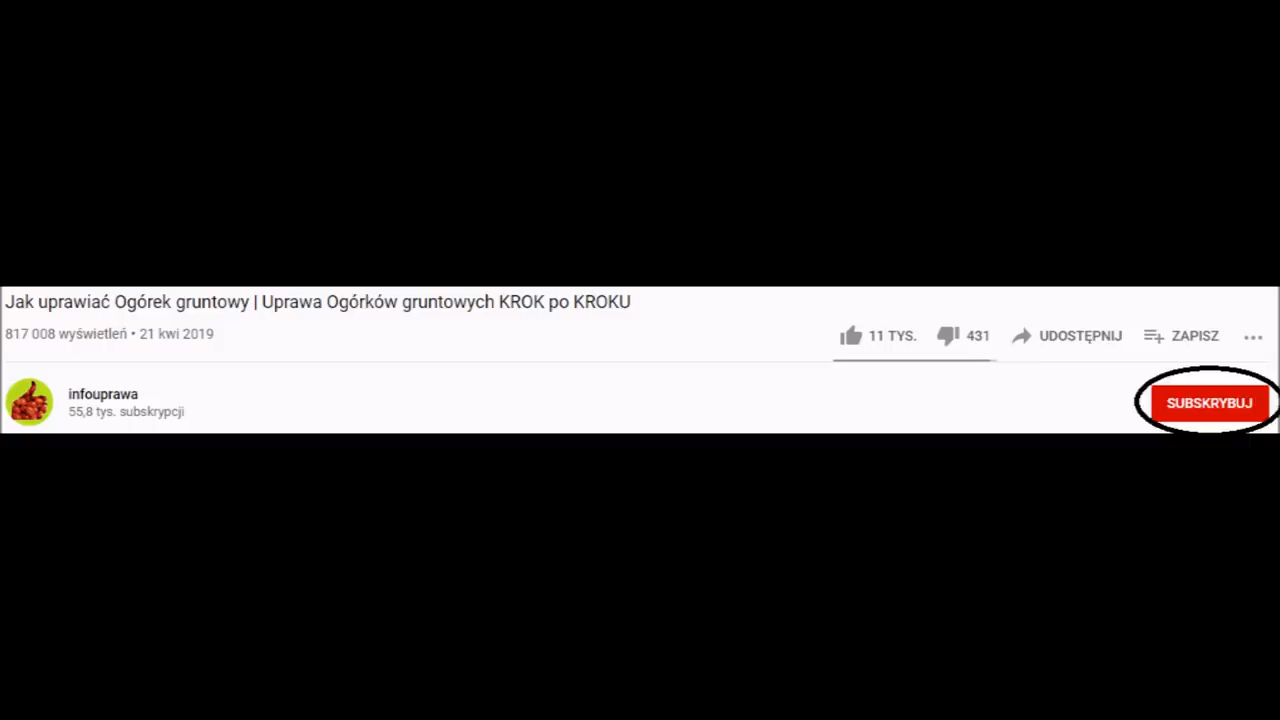 Jak uprawiać Ogórek gruntowy | Uprawa Ogórków gruntowych KROK po KROKU
817 008 wyświetleń • 21 kwi 2019
11 TYS. 431 UDOSTĘPNIJ ZAPISZ ...
infouprawa
55,8 tys. subskrypcji
SUBSKRYBUJ